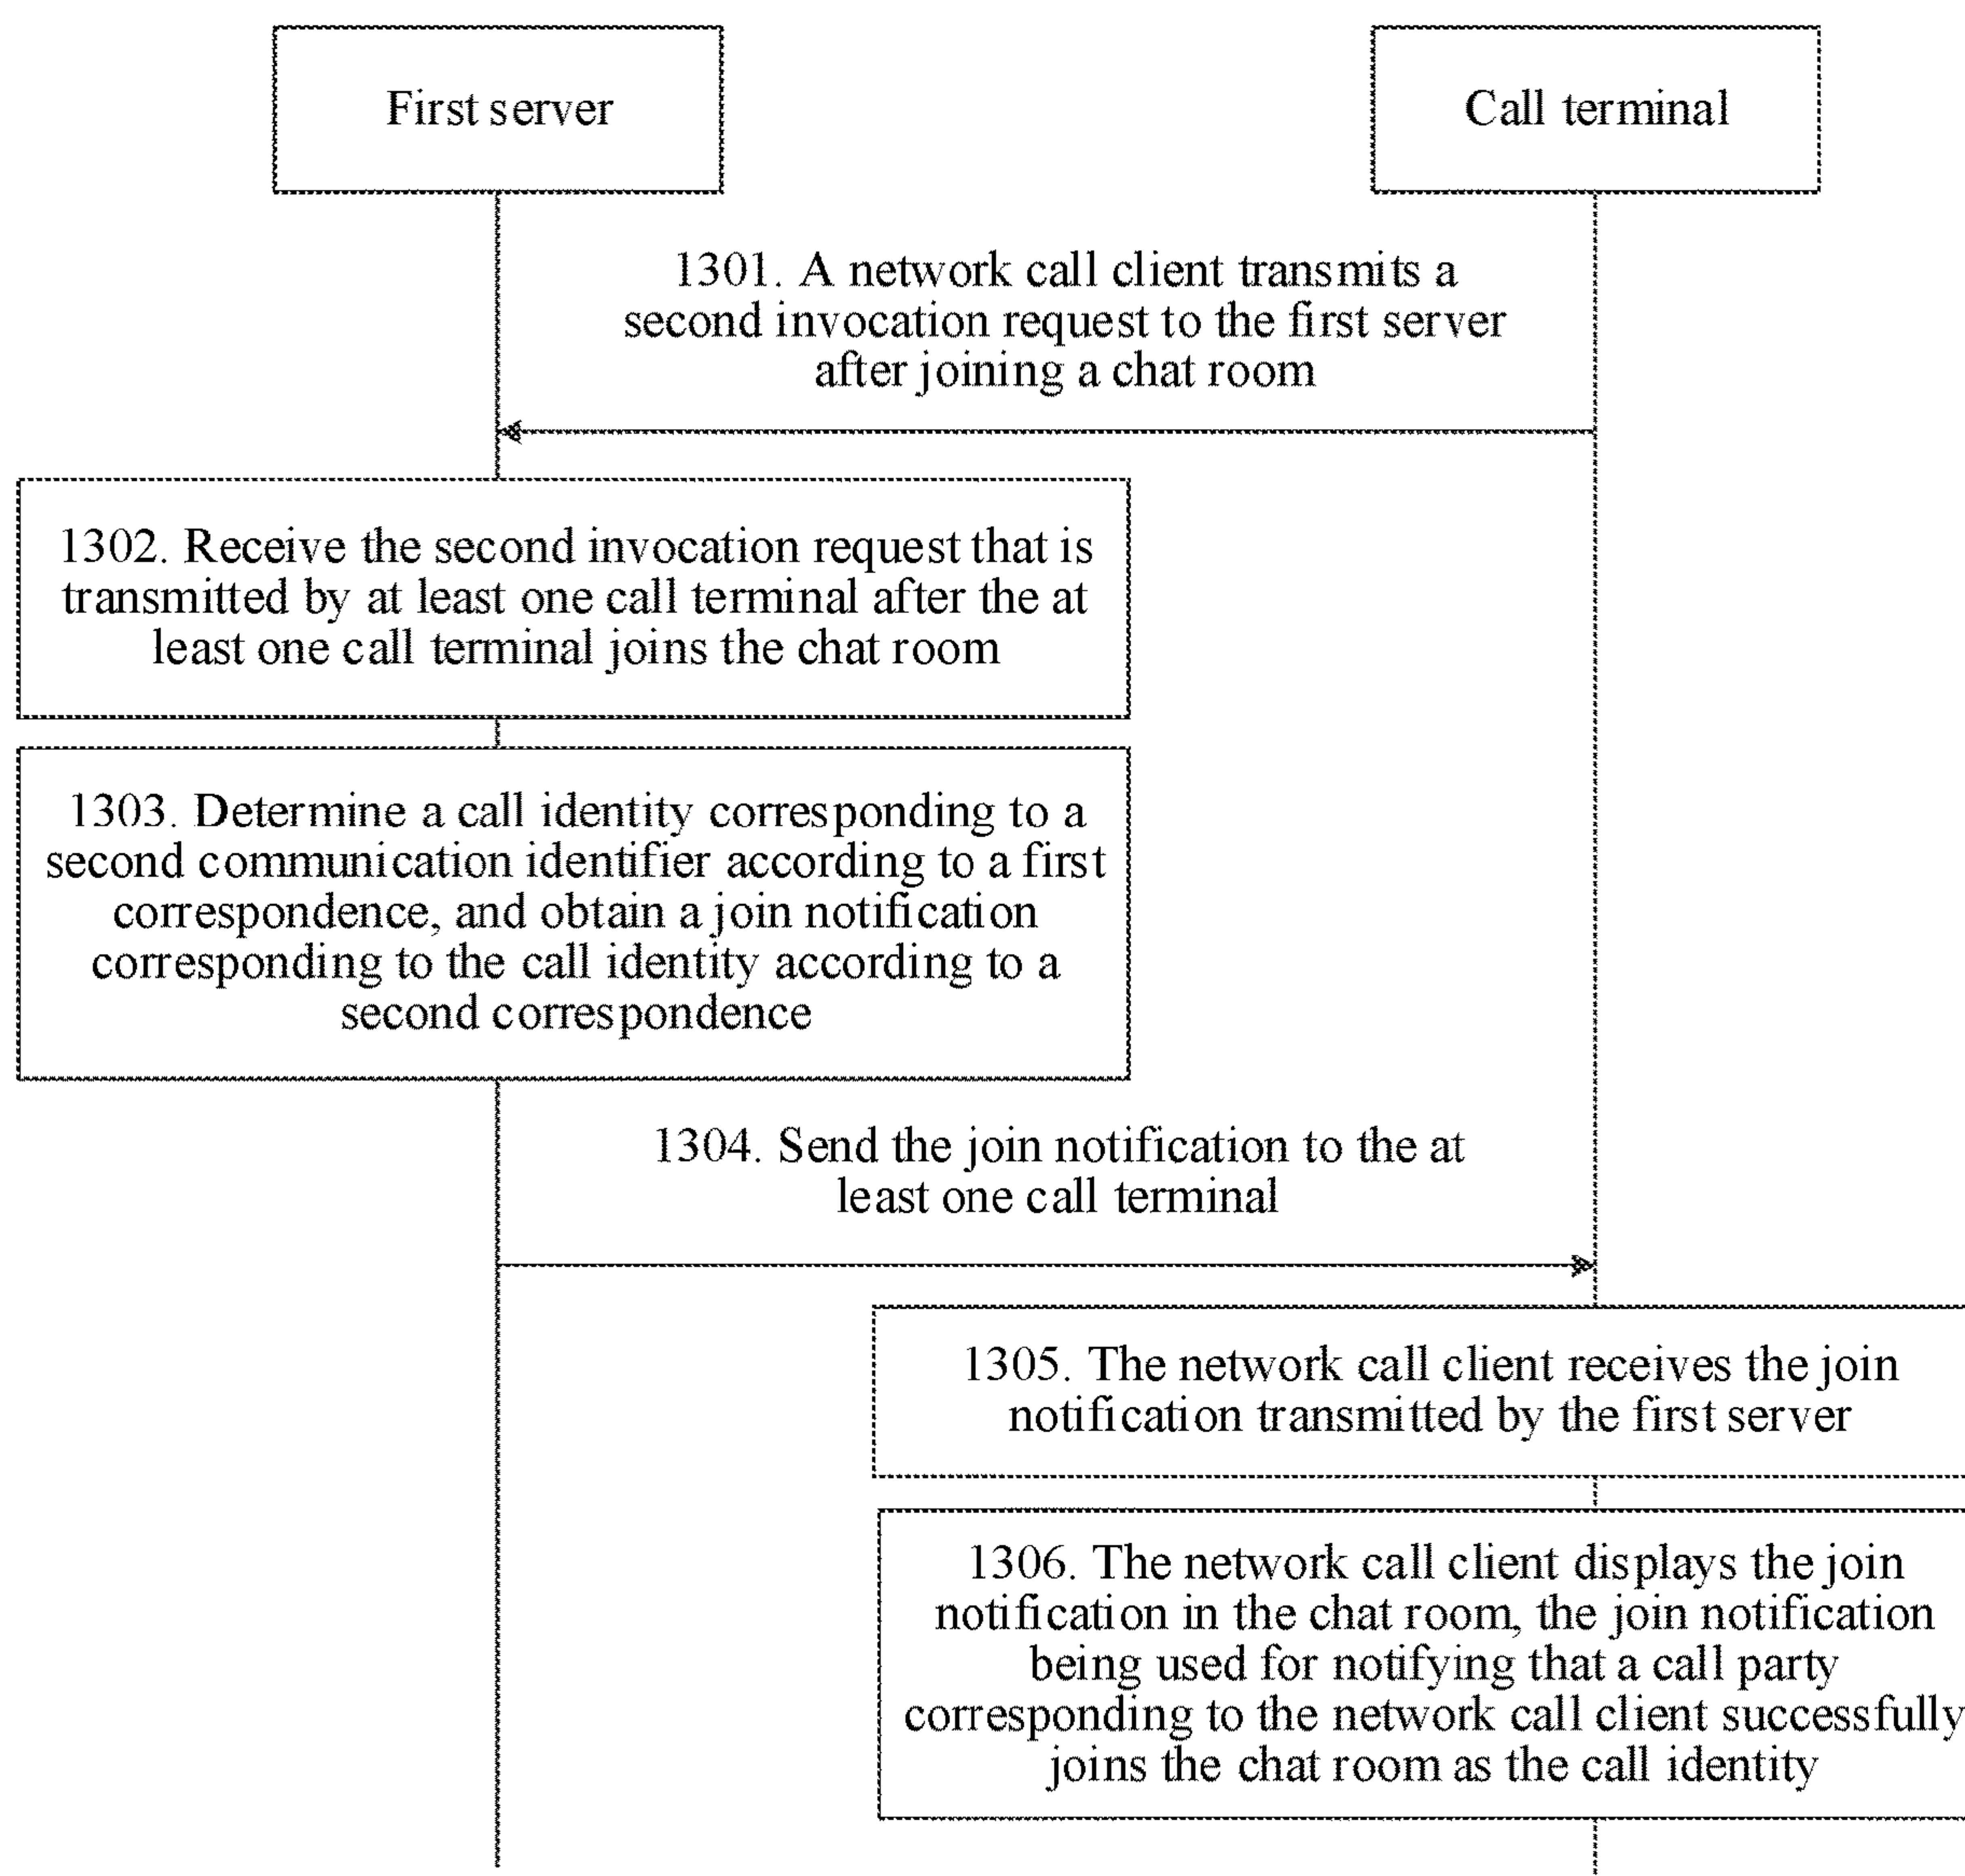 First server
Call terminal
1301. A network call client transmits a
second invocation request to the first server
after joining a chat room
1302. Receive the second invocation request that is
transmitted by at least one call terminal after the at
least one call terminal joins the chat room
1303. Determine a call identity corresponding to a
second communication identifier according to a first
correspondence, and obtain a join notification
corresponding to the call identity according to a
second correspondence
1304. Send the join notification to the at
least one call terminal
1305. The network call client receives the join
notification transmitted by the first server
1306. The network call client displays the join
notification in the chat room, the join notification
being used for notifying that a call party
corresponding to the network call client successfully
joins the chat room as the call identity